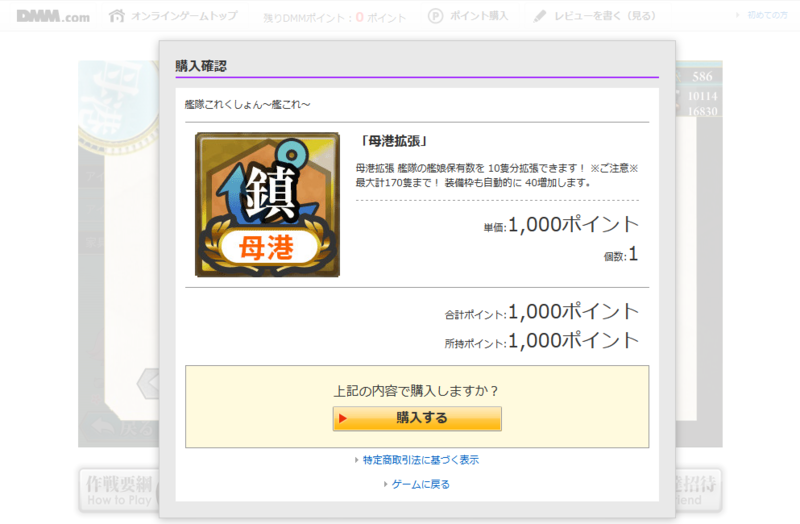 DMM.com オンラインゲームトップ 残りDMMポイント：0 ポイント ポイント購入 レビューを書く（見る） 初めての方
購入確認
艦隊これくしょん～艦これ～
鎮
母港
「母港拡張」
母港拡張 艦隊の艦娘保有数を 10隻分拡張できます！ ※ご注意※
最大計170隻まで！ 装備枠も自動的に 40増加します。
単価:1,000ポイント
個数:1
合計ポイント:1,000ポイント
所持ポイント:1,000ポイント
上記の内容で購入しますか？
購入する
特定商取引法に基づく表示
ゲームに戻る
586
10114
16830
もどる
作戦要綱
How to Play
招待